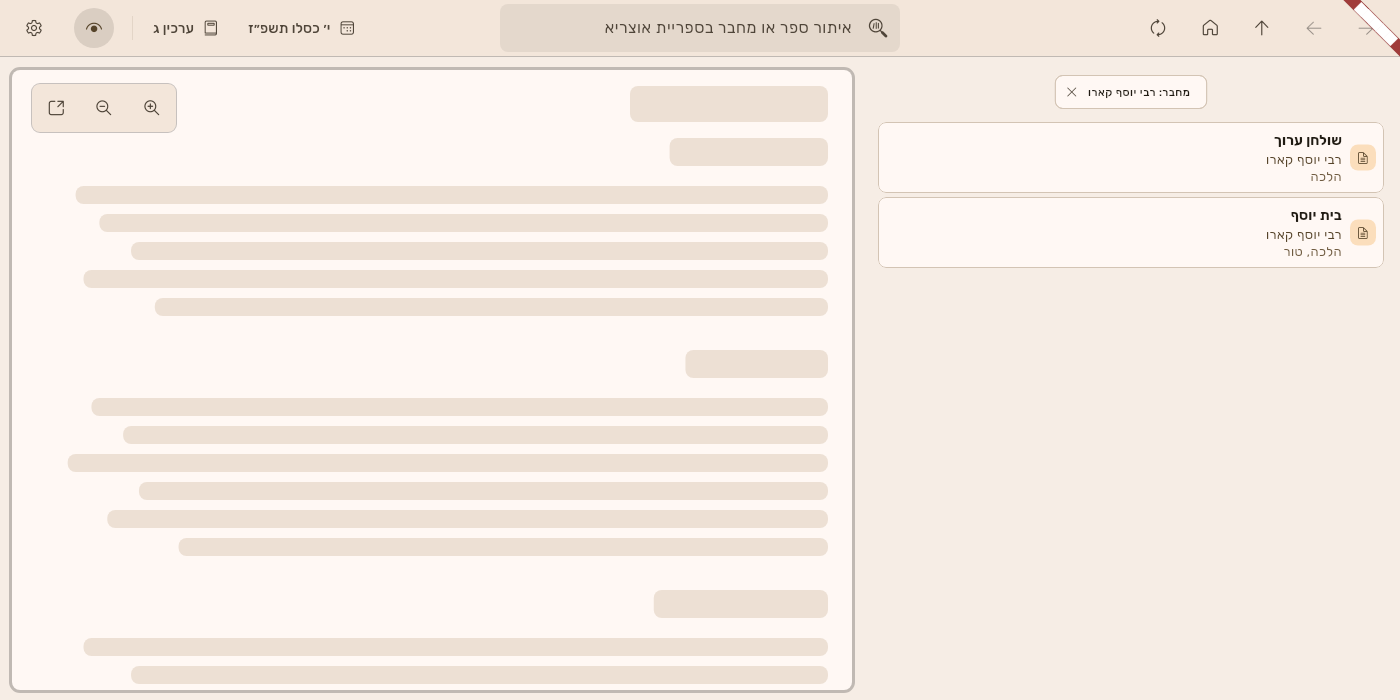 איתור ספר או מחבר בספריית אוצריא
י׳ כסלו תשפ״ז
ערכין ג
מחבר: רבי יוסף קארו
שולחן ערוך
רבי יוסף קארו
הלכה
בית יוסף
רבי יוסף קארו
הלכה, טור